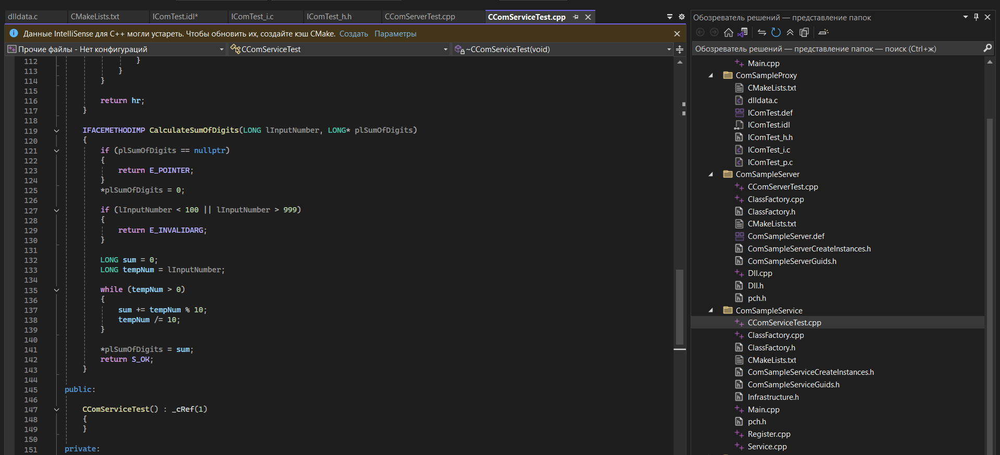 dlldata.c CMakeLists.txt IComTest.idl* IComTest_i.c IComTest_h.h CComServerTest.cpp CComServiceTest.cpp
Данные IntelliSense для C++ могли устареть. Чтобы обновить их, создайте кэш CMake. Создать Параметры
Прочие файлы - Нет конфигураций CComServiceTest ~CComServiceTest(void)
112 }
113 }
114 }
115
116 return hr;
117 }
118
119 IFACEMETHODIMP CalculateSumOfDigits(LONG lInputNumber, LONG* plSumOfDigits)
120 {
121 if (plSumOfDigits == nullptr)
122 {
123 return E_POINTER;
124 }
125 *plSumOfDigits = 0;
126
127 if (lInputNumber < 100 || lInputNumber > 999)
128 {
129 return E_INVALIDARG;
130 }
131
132 LONG sum = 0;
133 LONG tempNum = lInputNumber;
134
135 while (tempNum > 0)
136 {
137 sum += tempNum % 10;
138 tempNum /= 10;
139 }
140
141 *plSumOfDigits = sum;
142 return S_OK;
143 }
144
145 public:
146
147 CComServiceTest() : _cRef(1)
148 {
149 }
150
151 private:
Обозреватель решений — представление папок
Обозреватель решений — представление папок — поиск (Ctrl+ж)
Main.cpp
ComSampleProxy
CMakeLists.txt
dlldata.c
IComTest.def
IComTest.idl
IComTest_h.h
IComTest_i.c
IComTest_p.c
ComSampleServer
CComServerTest.cpp
ClassFactory.cpp
ClassFactory.h
CMakeLists.txt
ComSampleServer.def
ComSampleServerCreateInstances.h
ComSampleServerGuids.h
Dll.cpp
Dll.h
pch.h
ComSampleService
CComServiceTest.cpp
ClassFactory.cpp
ClassFactory.h
CMakeLists.txt
ComSampleServiceCreateInstances.h
ComSampleServiceGuids.h
Infrastructure.h
Main.cpp
pch.h
Register.cpp
Service.cpp